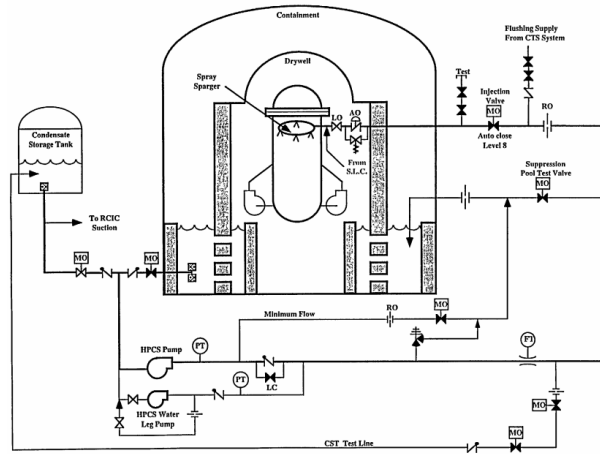 Containment
Flushing Supply
From CTS System
Drywell
Spray
Sparger
Test
Injection
Valve
MO
RO
AO
LO
Auto close
Level 8
Condensate
Storage Tank
From
S.L.C.
Suppression
Pool Test Valve
MO
To RCIC
Suction
MO
MO
MO
RO
Minimum Flow
HPCS Pump
PT
FT
PT
LC
HPCS Water
Leg Pump
MO
MO
CST Test Line